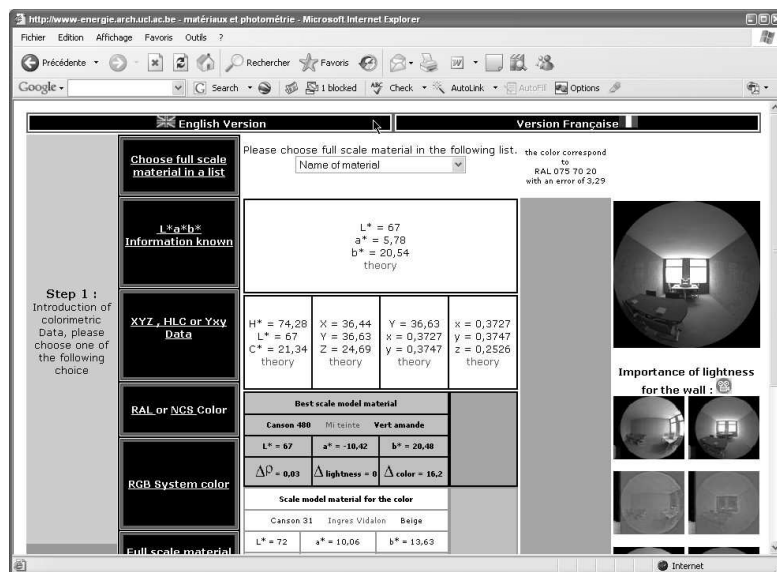 http://www-energie.arch.ucl.ac.be - matériaux et photométrie - Microsoft Internet Explorer
Fichier Edition Affichage Favoris Outils ?
Précédente Rechercher Favoris
Google Search 1 blocked Check AutoLink AutoFill Options
English Version
Version Française
Choose full scale
material in a list
Please choose full scale material in the following list.
Name of material
the color correspond
to
RAL 075 70 20
with an error of 3,29
L*a*b*
Information known
L* = 67
a* = 5,78
b* = 20,54
theory
Step 1 :
Introduction of
colorimetric
Data, please
choose one of
the following
choice
XYZ , HLC or Yxy
Data
H* = 74,28 X = 36,44 Y = 36,63 x = 0,3727
L* = 67 Y = 36,63 x = 0,3727 y = 0,3747
C* = 21,34 Z = 24,69 y = 0,3747 z = 0,2526
theory theory theory theory
Importance of lightness
for the wall :
RAL or NCS Color
Best scale model material
Canson 480 Mi teinte Vert amande
L* = 67 a* = -10,42 b* = 20,48
Δρ = 0,03 Δ lightness = 0 Δ color = 16,2
RGB System color
Scale model material for the color
Canson 31 Ingres Vidalon Beige
L* = 72 a* = 10,06 b* = 13,63
Full scale material
Internet